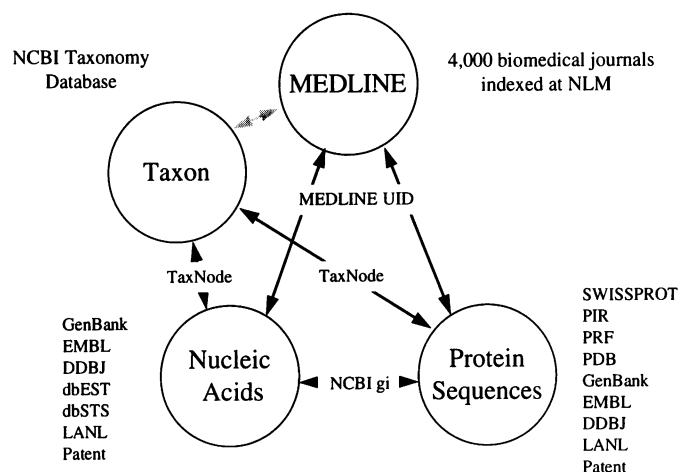 NCBI Taxonomy
Database
MEDLINE
4,000 biomedical journals
indexed at NLM
Taxon
MEDLINE UID
TaxNode
TaxNode
GenBank
EMBL
DDBJ
dbEST
dbSTS
LANL
Patent
Nucleic
Acids
NCBI gi
Protein
Sequences
SWISSPROT
PIR
PRF
PDB
GenBank
EMBL
DDBJ
LANL
Patent